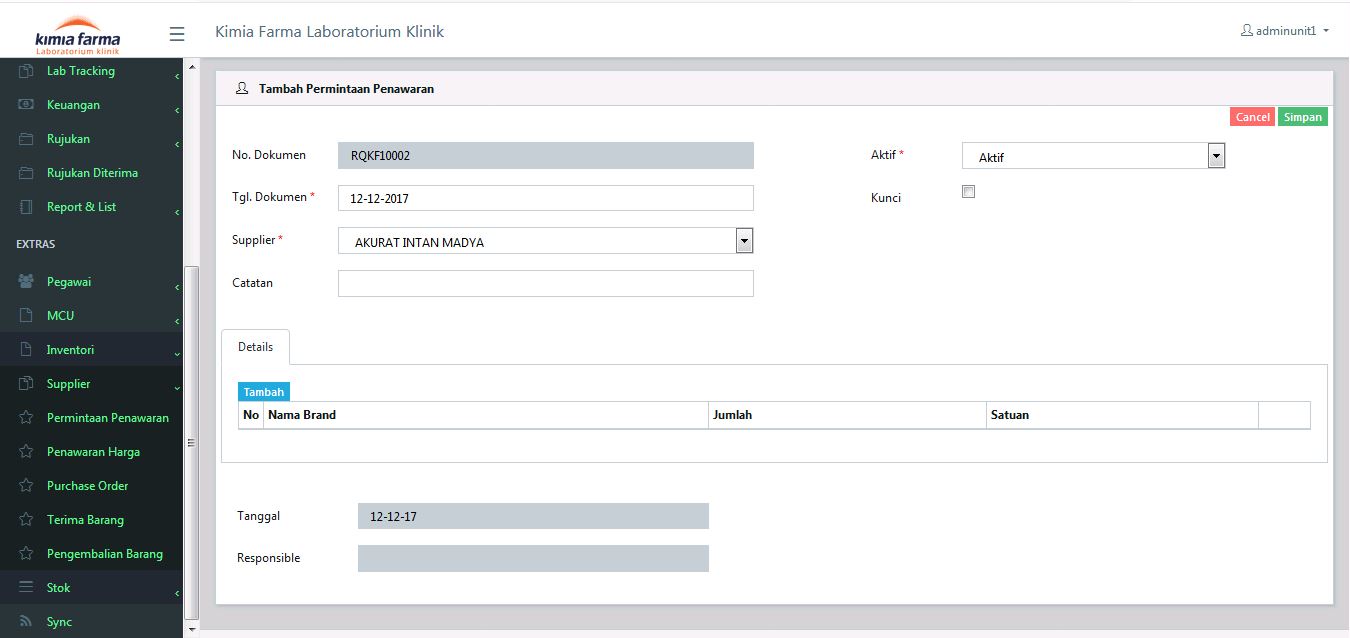 kimia farma
Laboratorium klinik
Kimia Farma Laboratorium Klinik
adminunit1
Lab Tracking
Keuangan
Rujukan
Rujukan Diterima
Report & List
EXTRAS
Pegawai
MCU
Inventori
Supplier
Permintaan Penawaran
Penawaran Harga
Purchase Order
Terima Barang
Pengembalian Barang
Stok
Sync
Tambah Permintaan Penawaran
Cancel Simpan
No. Dokumen RQKF10002
Aktif * Aktif
Tgl. Dokumen * 12-12-2017
Kunci
Supplier * AKURAT INTAN MADYA
Catatan
Details
Tambah
No Nama Brand Jumlah Satuan
Tanggal 12-12-17
Responsible